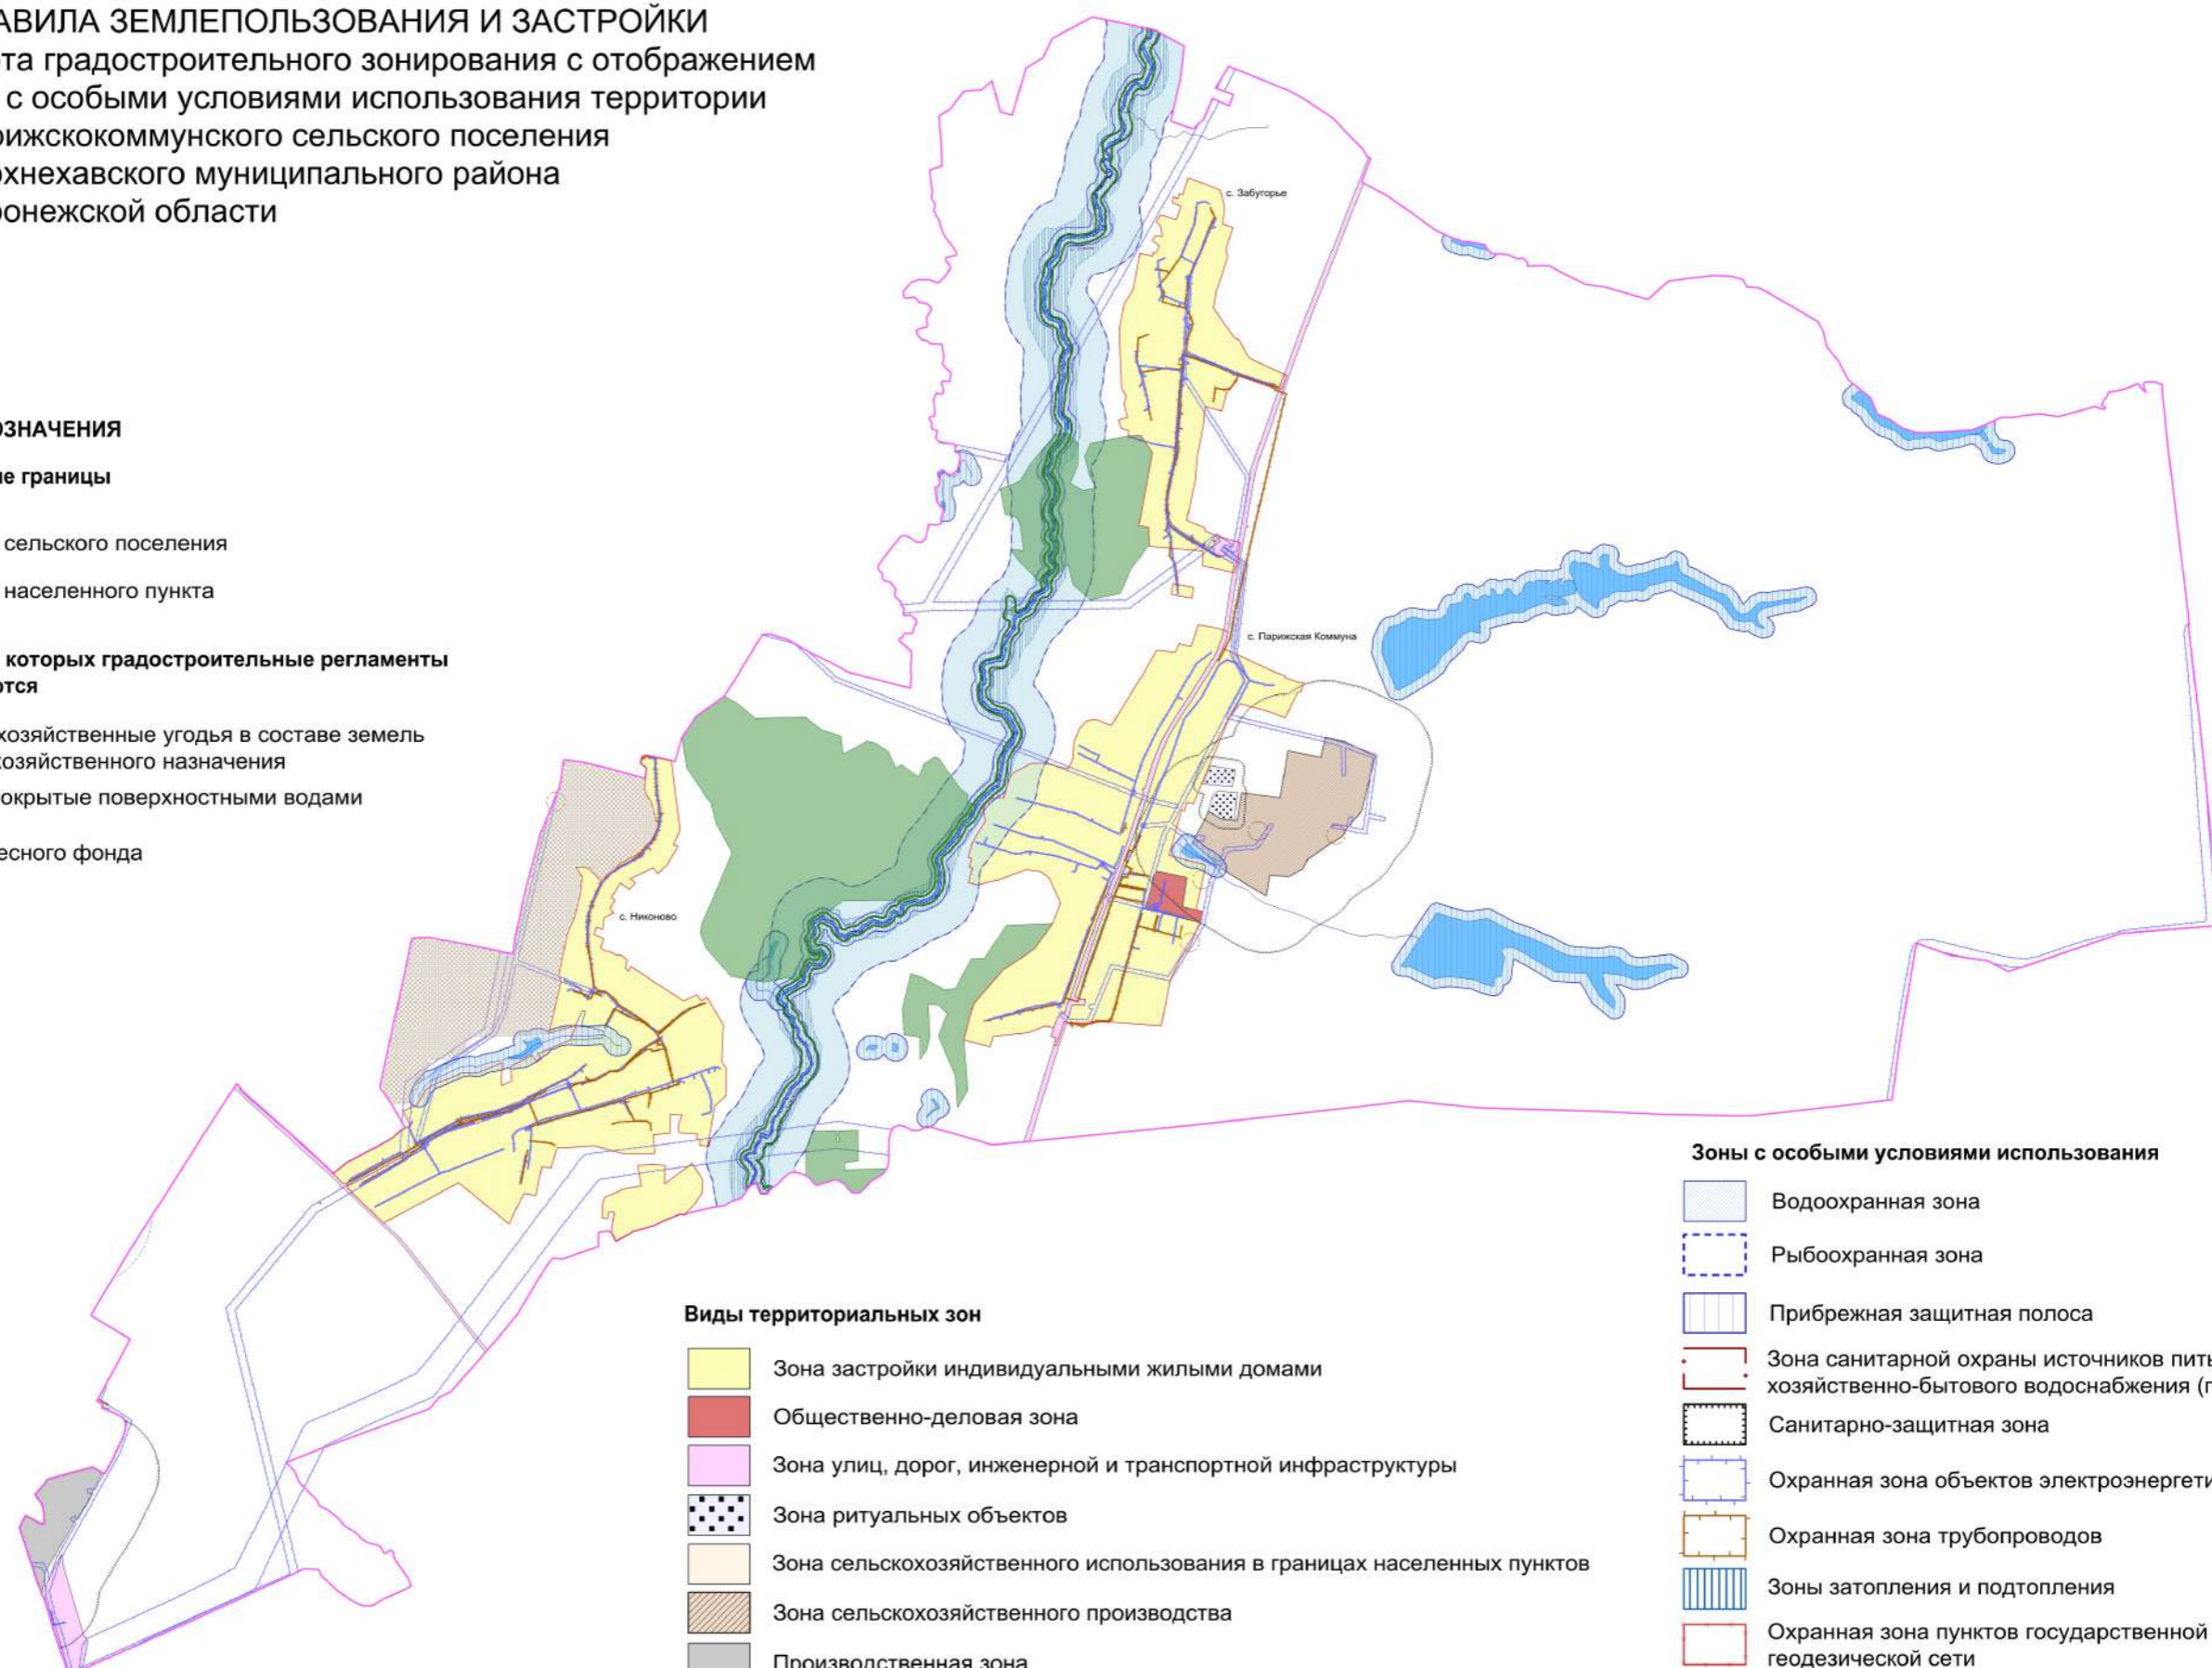 АВИЛА ЗЕМЛЕПОЛЬЗОВАНИЯ И ЗАСТРОЙКИ
та градостроительного зонирования с отображением
с особыми условиями использования территории
рижскокоммунского сельского поселения
рхнехавского муниципального района
ронежской области
ОЗНАЧЕНИЯ
ие границы
сельского поселения
населенного пункта
которых градостроительные регламенты
ются
хозяйственные угодья в составе земель
хозяйственного назначения
окрытые поверхностными водами
есного фонда
с. Забугорье
с. Парижская Коммуна
с. Никоново
Виды территориальных зон
Зона застройки индивидуальными жилыми домами
Общественно-деловая зона
Зона улиц, дорог, инженерной и транспортной инфраструктуры
Зона ритуальных объектов
Зона сельскохозяйственного использования в границах населенных пунктов
Зона сельскохозяйственного производства
Производственная зона
Зоны с особыми условиями использования
Водоохранная зона
Рыбоохранная зона
Прибрежная защитная полоса
Зона санитарной охраны источников пить
хозяйственно-бытового водоснабжения (п
Санитарно-защитная зона
Охранная зона объектов электроэнергети
Охранная зона трубопроводов
Зоны затопления и подтопления
Охранная зона пунктов государственной
геодезической сети